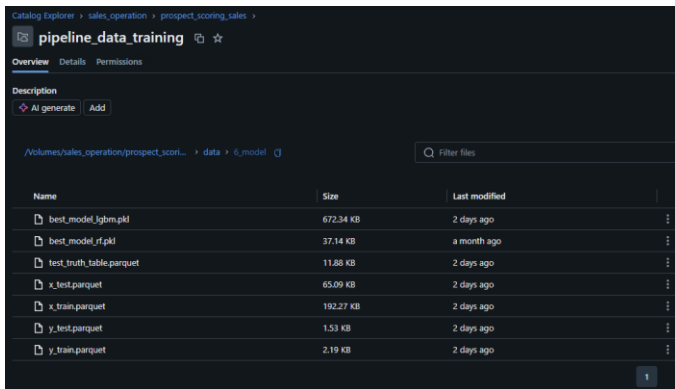 Catalog Explorer > sales_operation > prospect_scoring_sales >
pipeline_data_training
Overview Details Permissions
Description
AI generate Add
/Volumes/sales_operation/prospect_scori... > data > 6_model
Filter files
Name Size Last modified
best_model_lgbm.pkl 672.34 KB 2 days ago
best_model_rf.pkl 37.14 KB a month ago
test_truth_table.parquet 11.88 KB 2 days ago
x_test.parquet 65.09 KB 2 days ago
x_train.parquet 192.27 KB 2 days ago
y_test.parquet 1.53 KB 2 days ago
y_train.parquet 2.19 KB 2 days ago
1